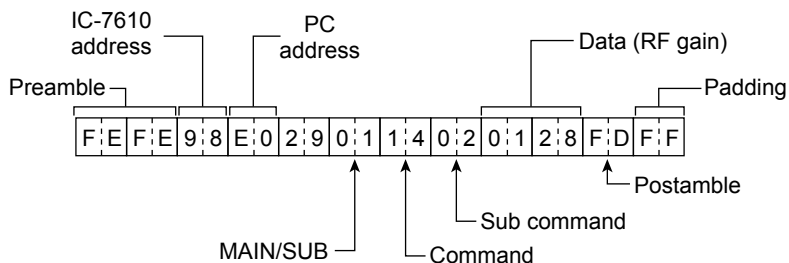 IC-7610
address
PC
address
Data (RF gain)
Preamble
Padding
F E F E 9 8 E 0 2 9 0 1 1 4 0 2 0 1 2 8 F D F F
Postamble
Sub command
MAIN/SUB
Command